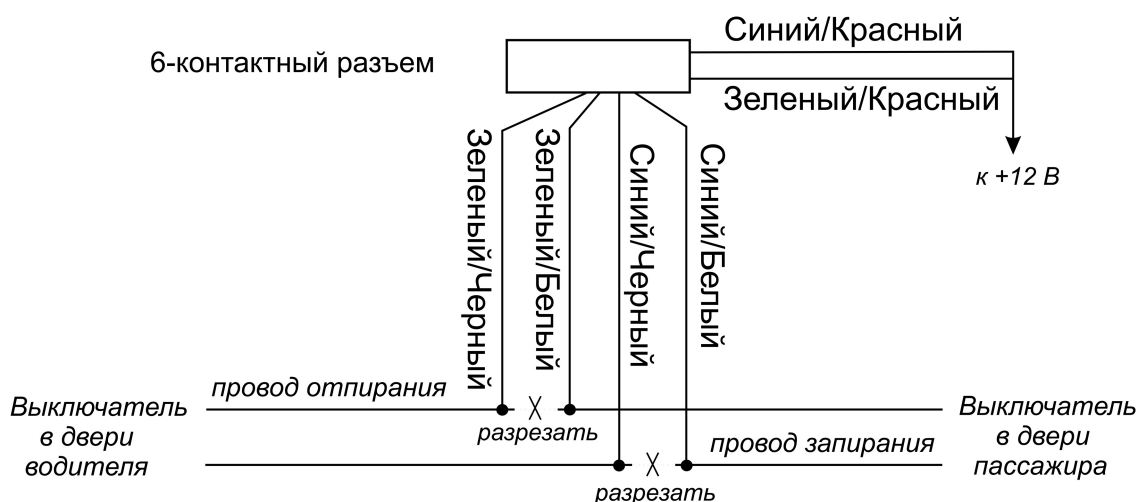 Синий/Красный
6-контактный разъем
Зеленый/Красный
к +12 В
Зеленый/Черный
Зеленый/Белый
Синий/Черный
Синий/Белый
провод отпирания
Выключатель
в двери
водителя
разрезать
Выключатель
в двери
пассажира
провод запирания
разрезать